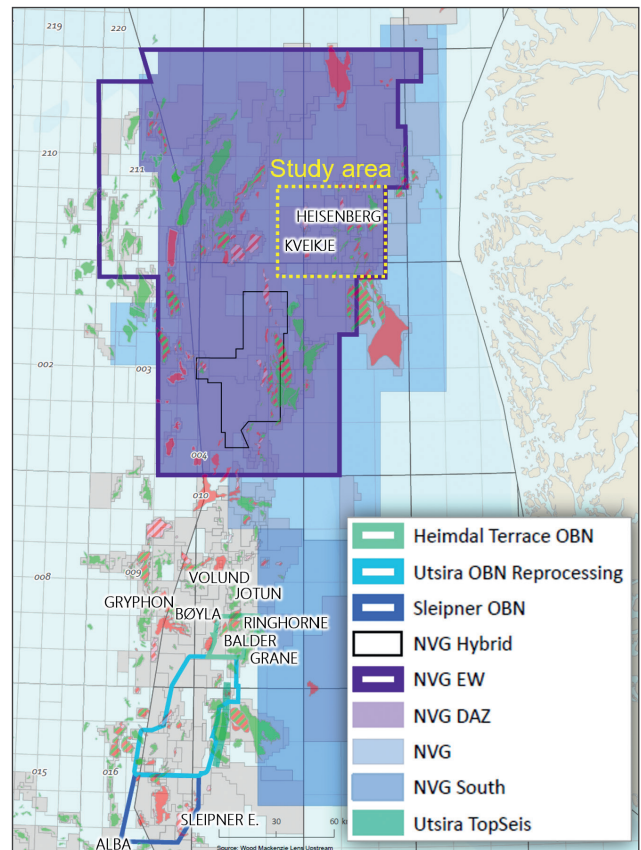 219
220
210
211
Study area
HEISENBERG
KVEIKJE
002
003
004
010
008
009
VOLUND
JOTUN
GRYPHON
BØYLA
RINGHORNE
BALDER
GRANE
015
016
SLEIPNER E.
ALBA
30
60 k
Source: Wood Mackenzie Lens Upstream
Heimdal Terrace OBN
Utsira OBN Reprocessing
Sleipner OBN
NVG Hybrid
NVG EW
NVG DAZ
NVG
NVG South
Utsira TopSeis